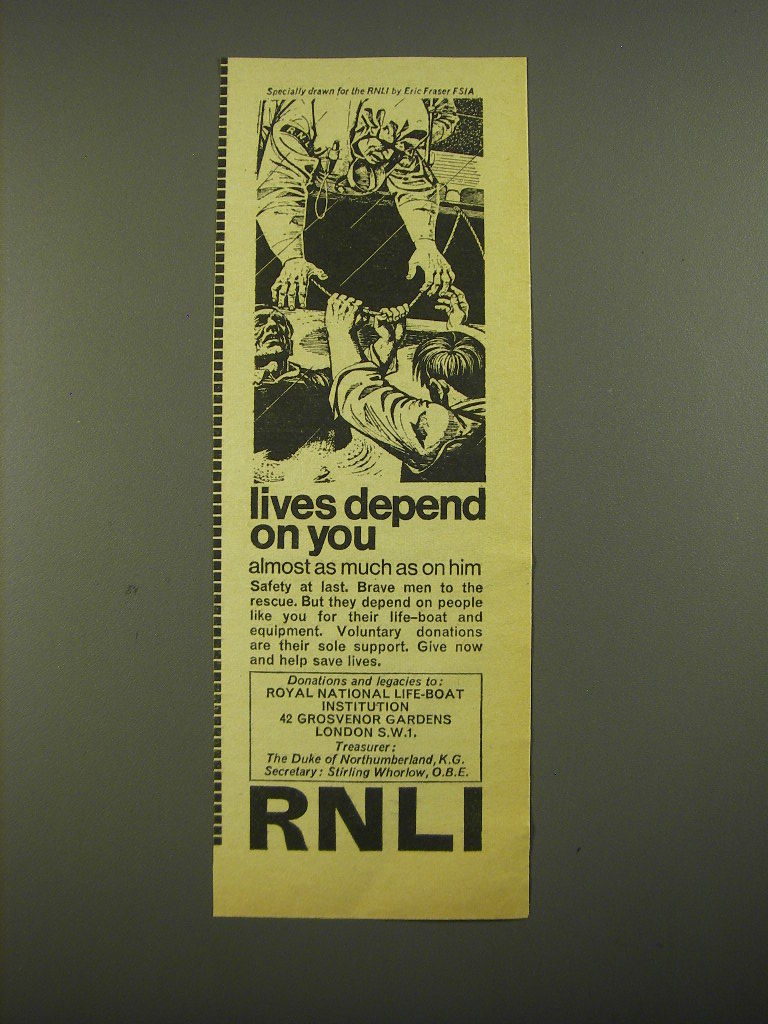 Specially drawn for the RNLI by Eric Fraser FSIA
R.N.
lives depend
on you
almost as much as on him
Safety at last. Brave men to the
rescue. But they depend on people
like you for their life-boat and
equipment. Voluntary donations
are their sole support. Give now
and help save lives.
Donations and legacies to:
ROYAL NATIONAL LIFE-BOAT
INSTITUTION
42 GROSVENOR GARDENS
LONDON S.W.1.
Treasurer:
The Duke of Northumberland, K.G.
Secretary: Stirling Whorlow, O.B.E.
RNLI